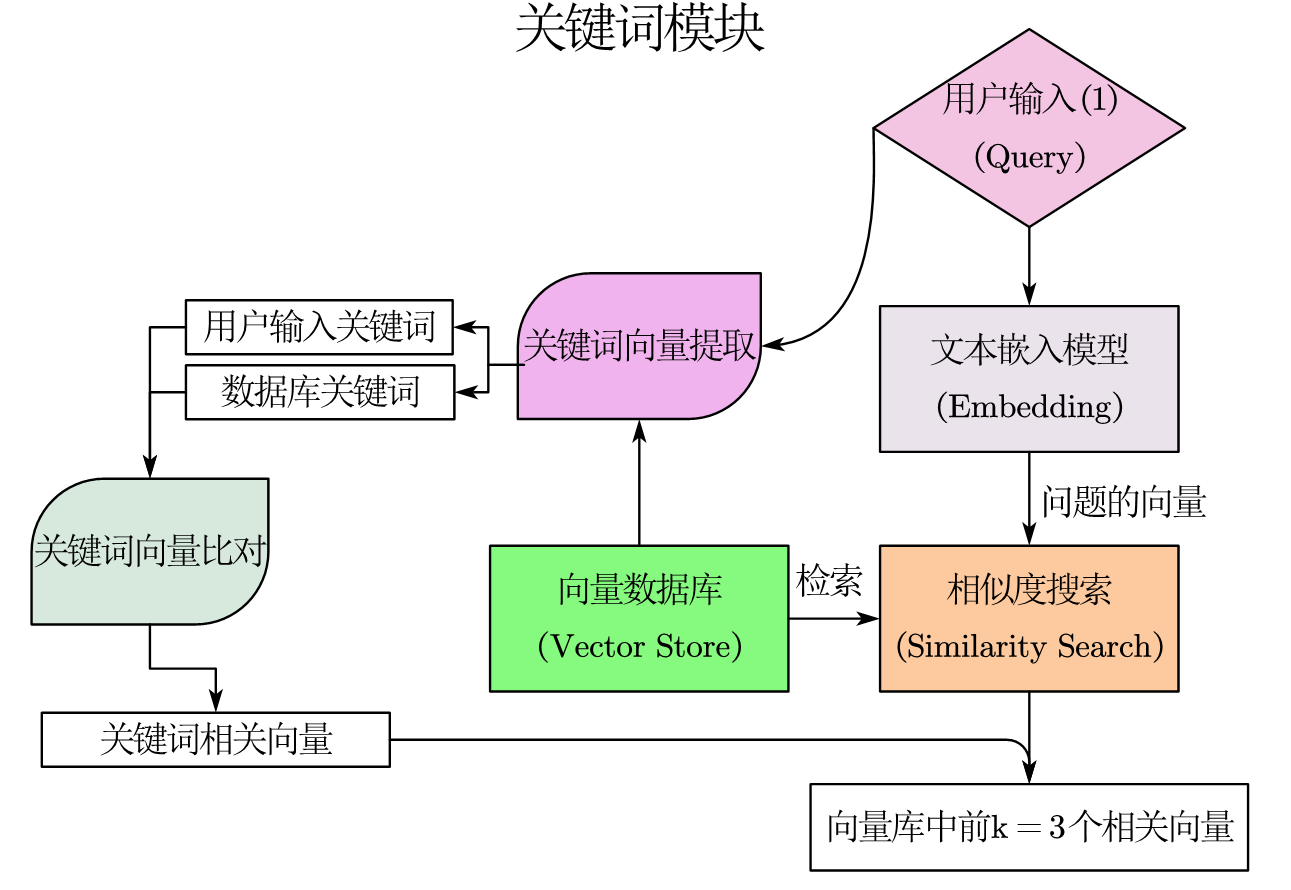 关键词模块
用户输入(1)
(Query)
用户输入关键词
关键词向量提取
文本嵌入模型
(Embedding)
数据库关键词
问题的向量
关键词向量比对
向量数据库
(Vector Store)
检索
相似度搜索
(Similarity Search)
关键词相关向量
向量库中前k = 3个相关向量